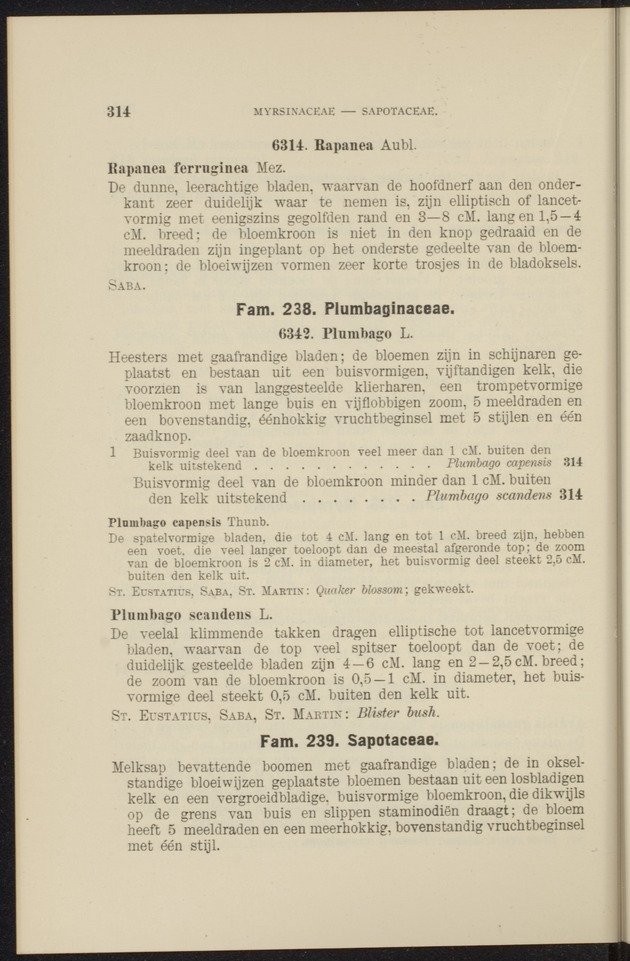 314
MYRSINACEAE — SAPOTACEAE.
6314. Rapanea Aubl.
Rapanea ferruginea Mez.
De dunne, leerachtige bladen, waarvan de hoofdnerf aan den onder-
kant zeer duidelijk waar te nemen is, zijn elliptisch of lancet-
vormig met eenigszins gegolfden rand en 3—8 cM. lang en 1,5—4
cM. breed; de bloemkroon is niet in den knop gedraaid en de
meeldraden zijn ingeplant op het onderste gedeelte van de bloem-
kroon; de bloeiwijzen vormen zeer korte trosjes in de bladoksels.
SABA.
Fam. 238. Plumbaginaceae.
6342. Plumbago L.
Heesters met gaafrandige bladen; de bloemen zijn in schijnaren ge-
plaatst en bestaan uit een buisvormigen, vijftandigen kelk, die
voorzien is van langgesteelde klierharen, een trompetvormige
bloemkroon met lange buis en vijflobbigen zoom, 5 meeldraden en
een bovenstandig, éénhokkig vruchtbeginsel met 5 stijlen en één
zaadknop.
1 Buisvormig deel van de bloemkroon veel meer dan 1 cM. buiten den
kelk uitstekend . . . . . . . . . . . . . Plumbago capensis 314
Buisvormig deel van de bloemkroon minder dan 1 cM. buiten
den kelk uitstekend . . . . . . . . Plumbago scandens 314
Plumbago capensis Thunb.
De spatelvormige bladen, die tot 4 cM. lang en tot 1 cM. breed zijn, hebben
een voet, die veel langer toeloopt dan de meestal afgeronde top; de zoom
van de bloemkroon is 2 cM. in diameter, het buisvormig deel steekt 2,5 cM.
buiten den kelk uit.
ST. EUSTATIUS, SABA, ST. MARTIN: Quaker blossom; gekweekt.
Plumbago scandens L.
De veelal klimmende takken dragen elliptische tot lancetvormige
bladen, waarvan de top veel spitser toeloopt dan de voet; de
duidelijk gesteelde bladen zijn 4—6 cM. lang en 2—2,5 cM. breed;
de zoom van de bloemkroon is 0,5—1 cM. in diameter, het buis-
vormige deel steekt 0,5 cM. buiten den kelk uit.
ST. EUSTATIUS, SABA, ST. MARTIN: Blister bush.
Fam. 239. Sapotaceae.
Melksap bevattende boomen met gaafrandige bladen; de in oksel-
standige bloeiwijzen geplaatste bloemen bestaan uit een losbladigen
kelk en een vergroeidbladige, buisvormige bloemkroon, die dikwijls
op de grens van buis en slippen staminodiën draagt; de bloem
heeft 5 meeldraden en een meerhokkig, bovenstandig vruchtbeginsel
met één stijl.